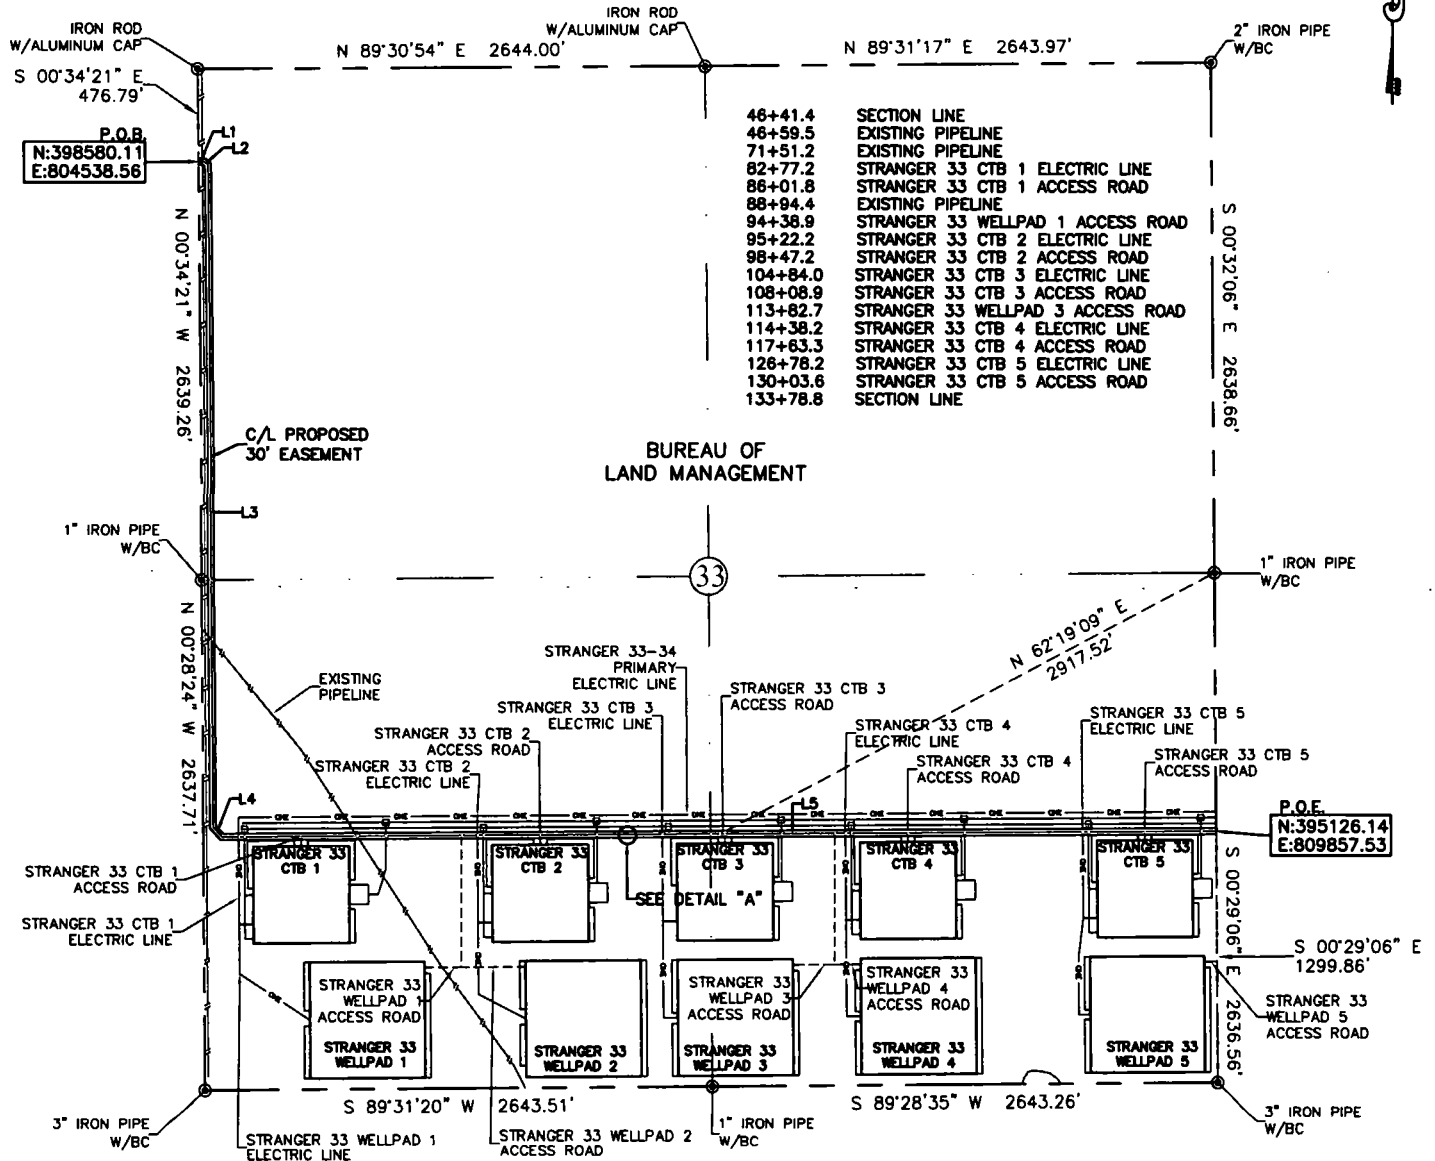 IRON ROD
W/ALUMINUM CAP
IRON ROD
W/ALUMINUM CAP
2" IRON PIPE
W/BC
N 89°30'54" E 2644.00'
N 89°31'17" E 2643.97'
S 00°34'21" E
476.79'
P.O.B.
N:398580.11
E:804538.56
L1
L2
46+41.4 SECTION LINE
46+59.5 EXISTING PIPELINE
71+51.2 EXISTING PIPELINE
82+77.2 STRANGER 33 CTB 1 ELECTRIC LINE
86+01.8 STRANGER 33 CTB 1 ACCESS ROAD
88+94.4 EXISTING PIPELINE
94+38.9 STRANGER 33 WELLPAD 1 ACCESS ROAD
95+22.2 STRANGER 33 CTB 2 ELECTRIC LINE
98+47.2 STRANGER 33 CTB 2 ACCESS ROAD
104+84.0 STRANGER 33 CTB 3 ELECTRIC LINE
108+08.9 STRANGER 33 CTB 3 ACCESS ROAD
113+82.7 STRANGER 33 WELLPAD 3 ACCESS ROAD
114+38.2 STRANGER 33 CTB 4 ELECTRIC LINE
117+63.3 STRANGER 33 CTB 4 ACCESS ROAD
126+78.2 STRANGER 33 CTB 5 ELECTRIC LINE
130+03.6 STRANGER 33 CTB 5 ACCESS ROAD
133+78.8 SECTION LINE
N 00°34'21" W 2639.26'
S 00°32'06" E 2638.66'
C/L PROPOSED
30' EASEMENT
BUREAU OF
LAND MANAGEMENT
L3
1" IRON PIPE
W/BC
33
1" IRON PIPE
W/BC
N 00°28'24" W 2637.71'
N 62°19'09" E
2917.52'
EXISTING
PIPELINE
STRANGER 33-34
PRIMARY
ELECTRIC LINE
STRANGER 33 CTB 3
ELECTRIC LINE
STRANGER 33 CTB 3
ACCESS ROAD
STRANGER 33 CTB 2
ACCESS ROAD
STRANGER 33 CTB 2
ELECTRIC LINE
STRANGER 33 CTB 4
ELECTRIC LINE
STRANGER 33 CTB 4
ACCESS ROAD
STRANGER 33 CTB 5
ELECTRIC LINE
STRANGER 33 CTB 5
ACCESS ROAD
L4
OHE OHE OHE OHE OHE OHE OHE OHE OHE OHE OHE OHE
L5
P.O.E.
N:395126.14
E:809857.53
STRANGER 33
CTB 1
STRANGER 33
CTB 2
STRANGER 33
CTB 3
STRANGER 33
CTB 4
STRANGER 33
CTB 5
STRANGER 33 CTB 1
ACCESS ROAD
STRANGER 33 CTB 1
ELECTRIC LINE
SEE DETAIL "A"
S 00°29'06" E 2636.56'
S 00°29'06" E
1299.86'
OHE
OHE
OHE
OHE
OHE
OHE
STRANGER 33
WELLPAD 1
ACCESS ROAD
STRANGER 33
WELLPAD 3
ACCESS ROAD
STRANGER 33
WELLPAD 4
ACCESS ROAD
STRANGER 33
WELLPAD 5
ACCESS ROAD
STRANGER 33
WELLPAD 1
STRANGER 33
WELLPAD 2
STRANGER 33
WELLPAD 3
STRANGER 33
WELLPAD 4
STRANGER 33
WELLPAD 5
S 89°31'20" W 2643.51'
S 89°28'35" W 2643.26'
3" IRON PIPE
W/BC
STRANGER 33 WELLPAD 1
ELECTRIC LINE
STRANGER 33 WELLPAD 2
ACCESS ROAD
1" IRON PIPE
W/BC
3" IRON PIPE
W/BC